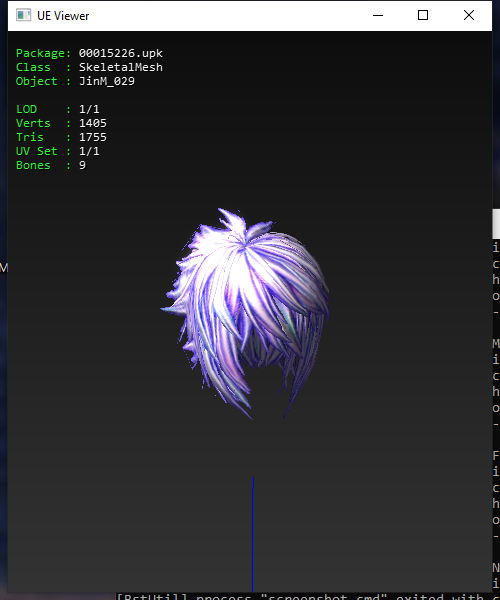 UE Viewer
Package: 00015226.upk
Class : SkeletalMesh
Object : JinM_029
LOD : 1/1
Verts : 1405
Tris : 1755
UV Set : 1/1
Bones : 9
M
i
c
h
o
-
M
i
c
h
o
-
F
i
c
h
o
-
N
i
[BstUtil] process "screenshot.cmd" exited with c